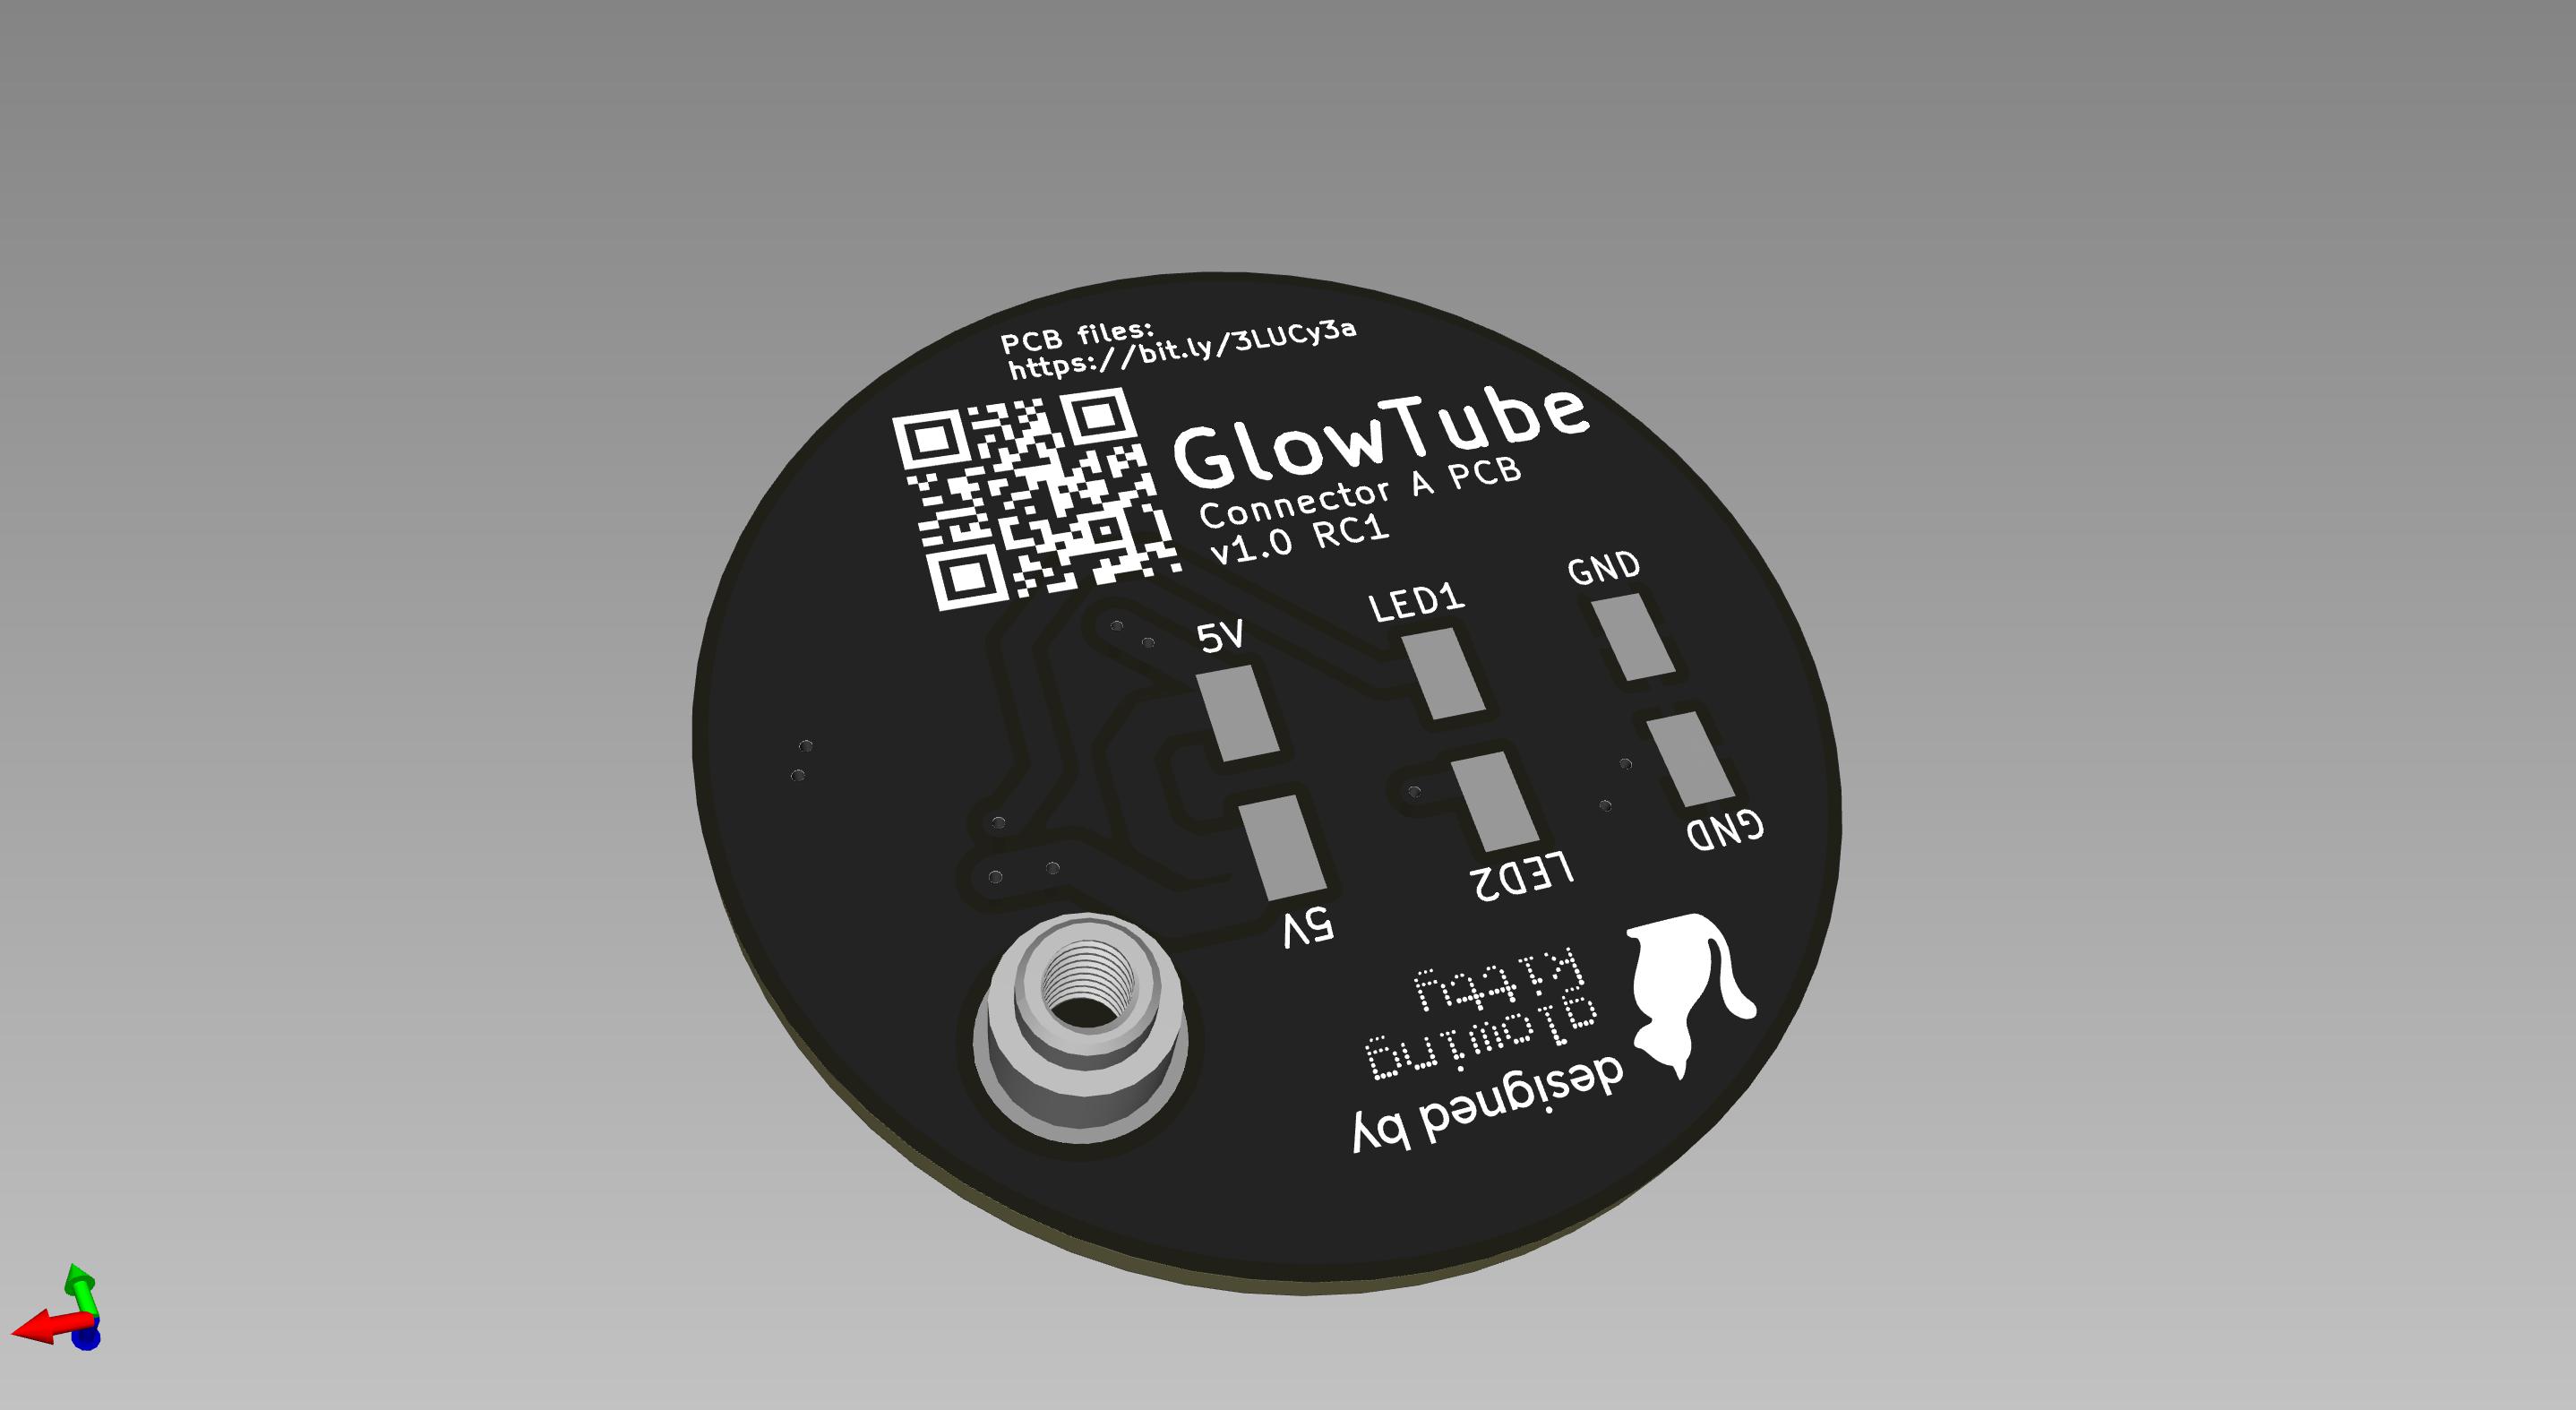 PCB files:
https://bit.ly/3LUCy3a
GlowTube
Connector A PCB
v1.0 RC1
GND
LED1
5V
GND
LED2
5V
designed by
glowing
kitty